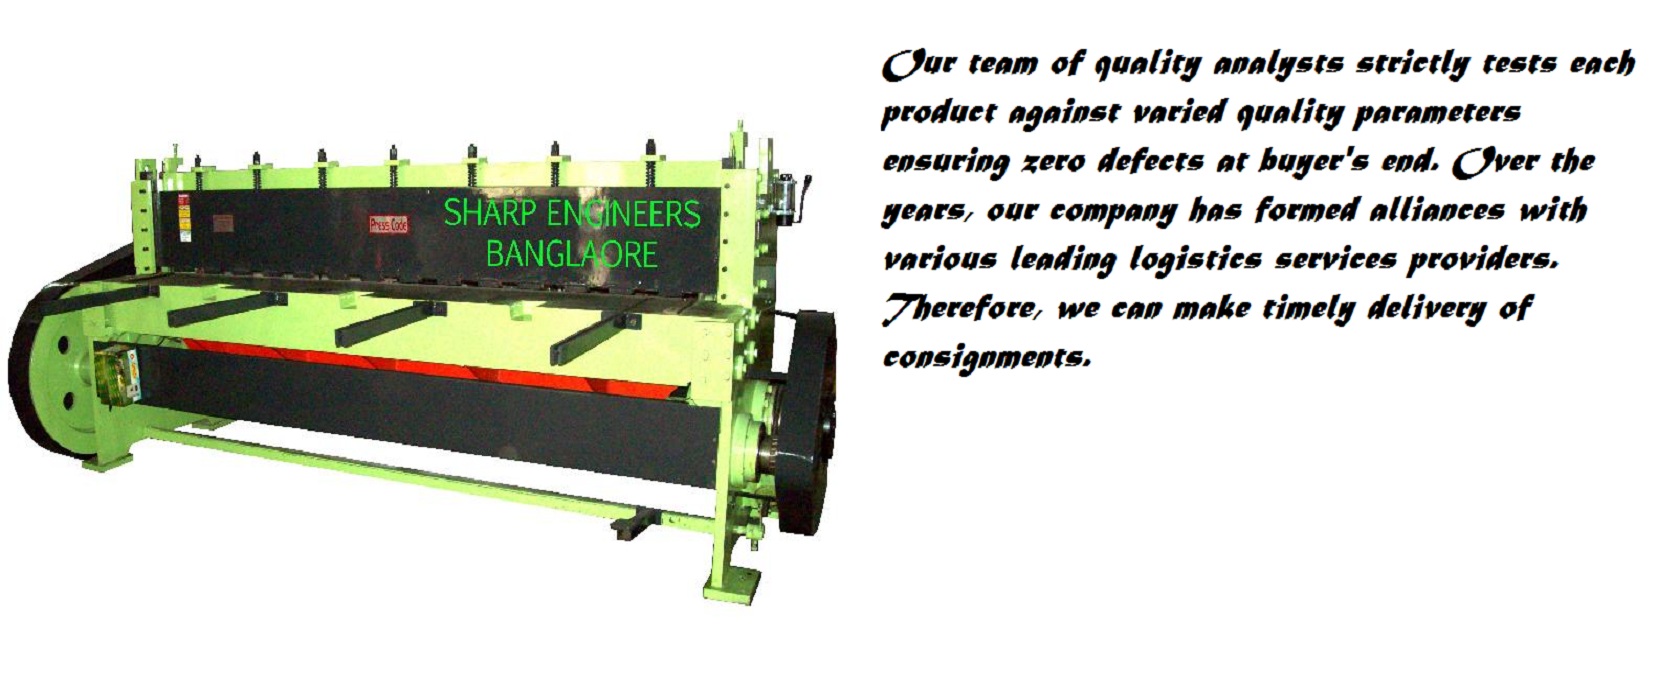 SHARP ENGINEERS
BANGLAORE
Press Code
Our team of quality analysts strictly tests each
product against varied quality parameters
ensuring zero defects at buyer's end. Over the
years, our company has formed alliances with
various leading logistics services providers.
Therefore, we can make timely delivery of
consignments.